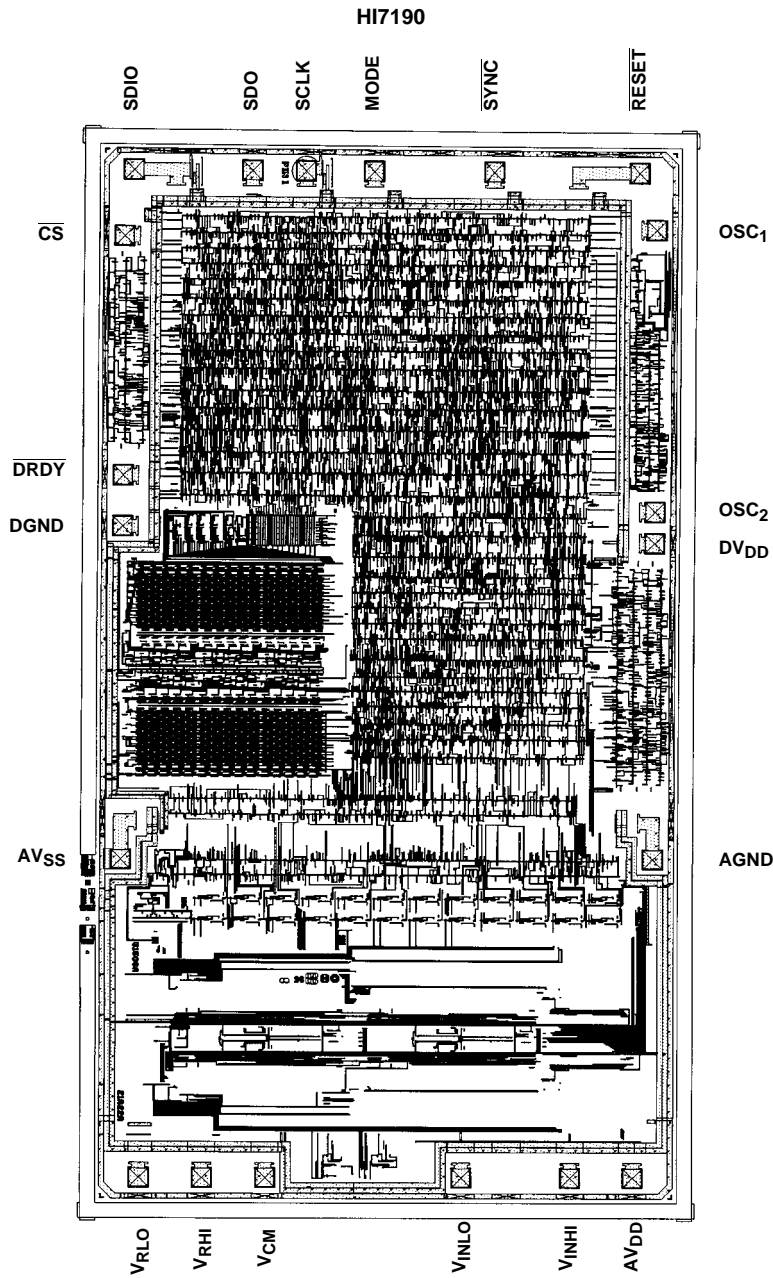 HI7190
SDIO
SDO
SCLK
MODE
SYNC
RESET
CS
OSC1
DRDY
DGND
OSC2
DVDD
AVSS
AGND
VRLO
VRHI
VCM
VINLO
VINHI
AVDD